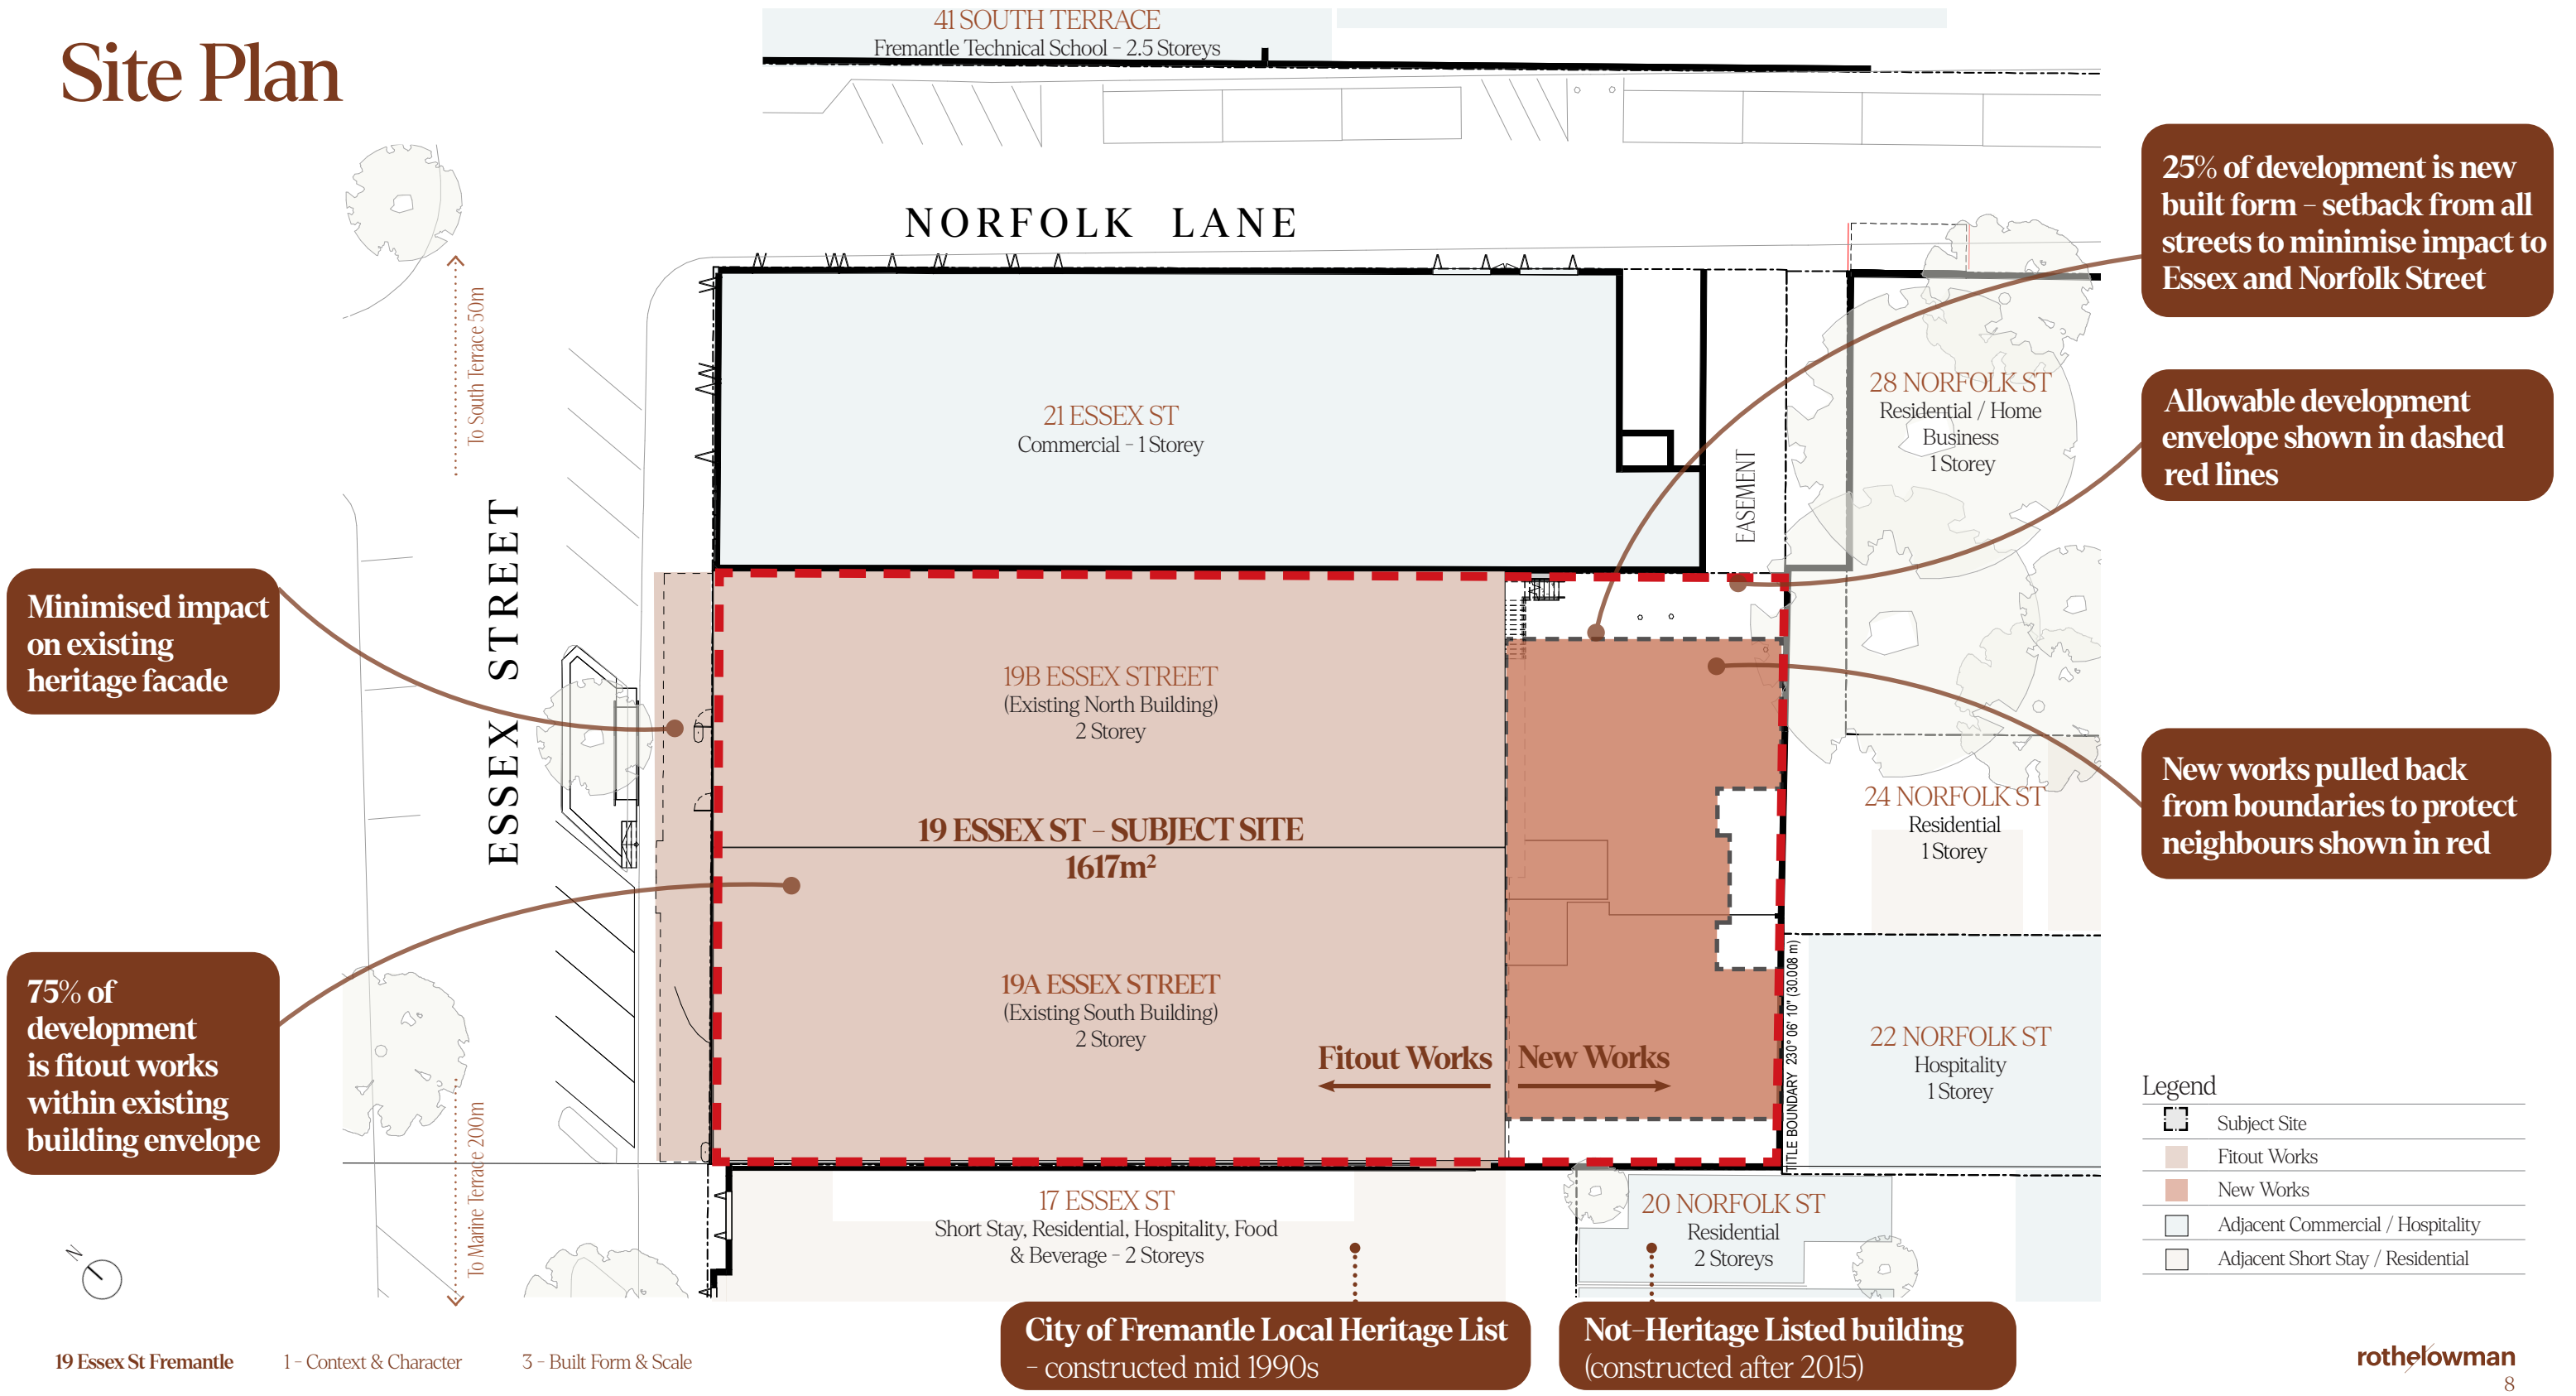 Site Plan
41 SOUTH TERRACE
Fremantle Technical School - 2.5 Storeys
NORFOLK LANE
25% of development is new
built form - setback from all
streets to minimise impact to
Essex and Norfolk Street
To South Terrace 50m
21 ESSEX ST
Commercial - 1 Storey
EASEMENT
28 NORFOLK ST
Residential / Home
Business
1 Storey
Allowable development
envelope shown in dashed
red lines
ESSEX STREET
Minimised impact
on existing
heritage facade
19B ESSEX STREET
(Existing North Building)
2 Storey
19 ESSEX ST - SUBJECT SITE
1617m²
24 NORFOLK ST
Residential
1 Storey
New works pulled back
from boundaries to protect
neighbours shown in red
75% of
development
is fitout works
within existing
building envelope
19A ESSEX STREET
(Existing South Building)
2 Storey
Fitout Works
New Works
TITLE BOUNDARY 230° 06' 10" (30.008 m)
22 NORFOLK ST
Hospitality
1 Storey
To Marine Terrace 200m
Legend
Subject Site
Fitout Works
New Works
Adjacent Commercial / Hospitality
Adjacent Short Stay / Residential
17 ESSEX ST
Short Stay, Residential, Hospitality, Food
& Beverage - 2 Storeys
20 NORFOLK ST
Residential
2 Storeys
N
City of Fremantle Local Heritage List
- constructed mid 1990s
Not-Heritage Listed building
(constructed after 2015)
19 Essex St Fremantle
1 - Context & Character
3 - Built Form & Scale
rothelowman
8